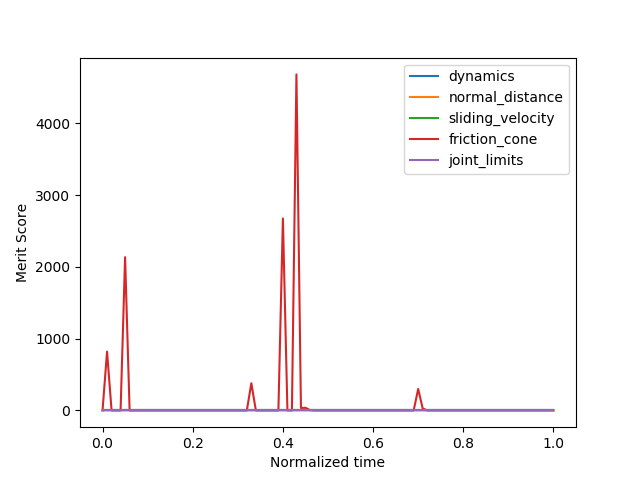 dynamics
normal_distance
sliding_velocity
friction_cone
joint_limits
Merit Score
4000
3000
2000
1000
0
0.0 0.2 0.4 0.6 0.8 1.0
Normalized time